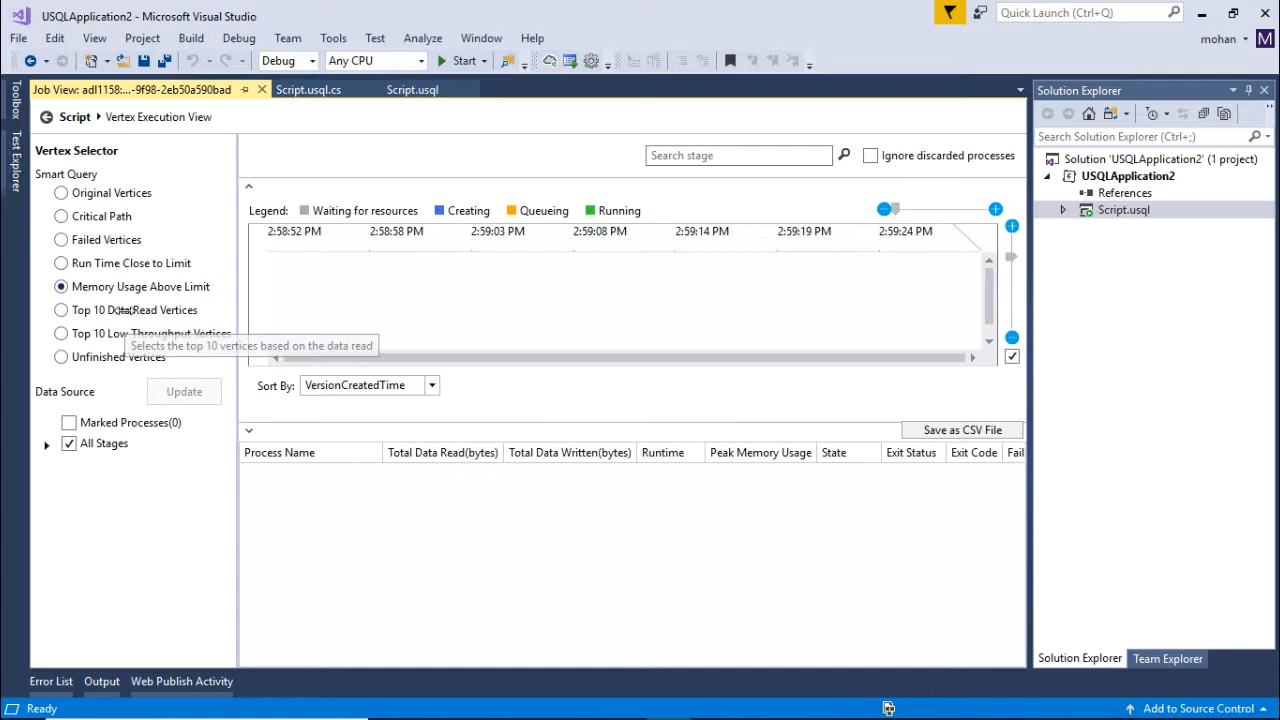 USQLApplication2 - Microsoft Visual Studio
Quick Launch (Ctrl+Q)
File Edit View Project Build Debug Team Tools Test Analyze Window Help
mohan M
Debug Any CPU Start
Job View: adl1158:...-9f98-2eb50a590bad Script.usql.cs Script.usql
Toolbox
Test Explorer
Script Vertex Execution View
Vertex Selector
Smart Query
Original Vertices
Critical Path
Failed Vertices
Run Time Close to Limit
Memory Usage Above Limit
Top 10 Data Read Vertices
Top 10 Low Throughput Vertices
Selects the top 10 vertices based on the data read
Unfinished Vertices
Data Source Update
Marked Processes(0)
All Stages
Search stage Ignore discarded processes
Legend: Waiting for resources Creating Queueing Running
2:58:52 PM 2:58:58 PM 2:59:03 PM 2:59:08 PM 2:59:14 PM 2:59:19 PM 2:59:24 PM
Sort By: VersionCreatedTime
Save as CSV File
Process Name Total Data Read(bytes) Total Data Written(bytes) Runtime Peak Memory Usage State Exit Status Exit Code Fail
Solution Explorer
Search Solution Explorer (Ctrl+;)
Solution 'USQLApplication2' (1 project)
USQLApplication2
References
Script.usql
Solution Explorer Team Explorer
Error List Output Web Publish Activity
Ready Add to Source Control